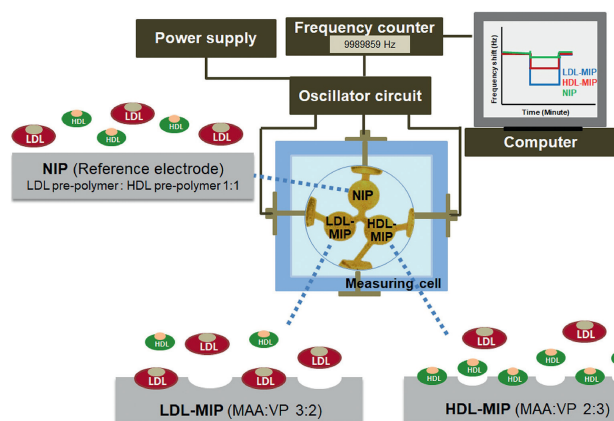 Power supply
Frequency counter
9989859 Hz
Oscillator circuit
Frequency shift (Hz)
LDL-MIP
HDL-MIP
NIP
Time (Minute)
Computer
LDL
HDL
LDL
HDL
HDL
LDL
NIP (Reference electrode)
LDL pre-polymer : HDL pre-polymer 1:1
NIP
LDL-
MIP
HDL-
MIP
Measuring cell
HDL
LDL
HDL
LDL
LDL
LDL
LDL-MIP (MAA:VP 3:2)
LDL
LDL
HDL
HDL
HDL
HDL
HDL
HDL-MIP (MAA:VP 2:3)